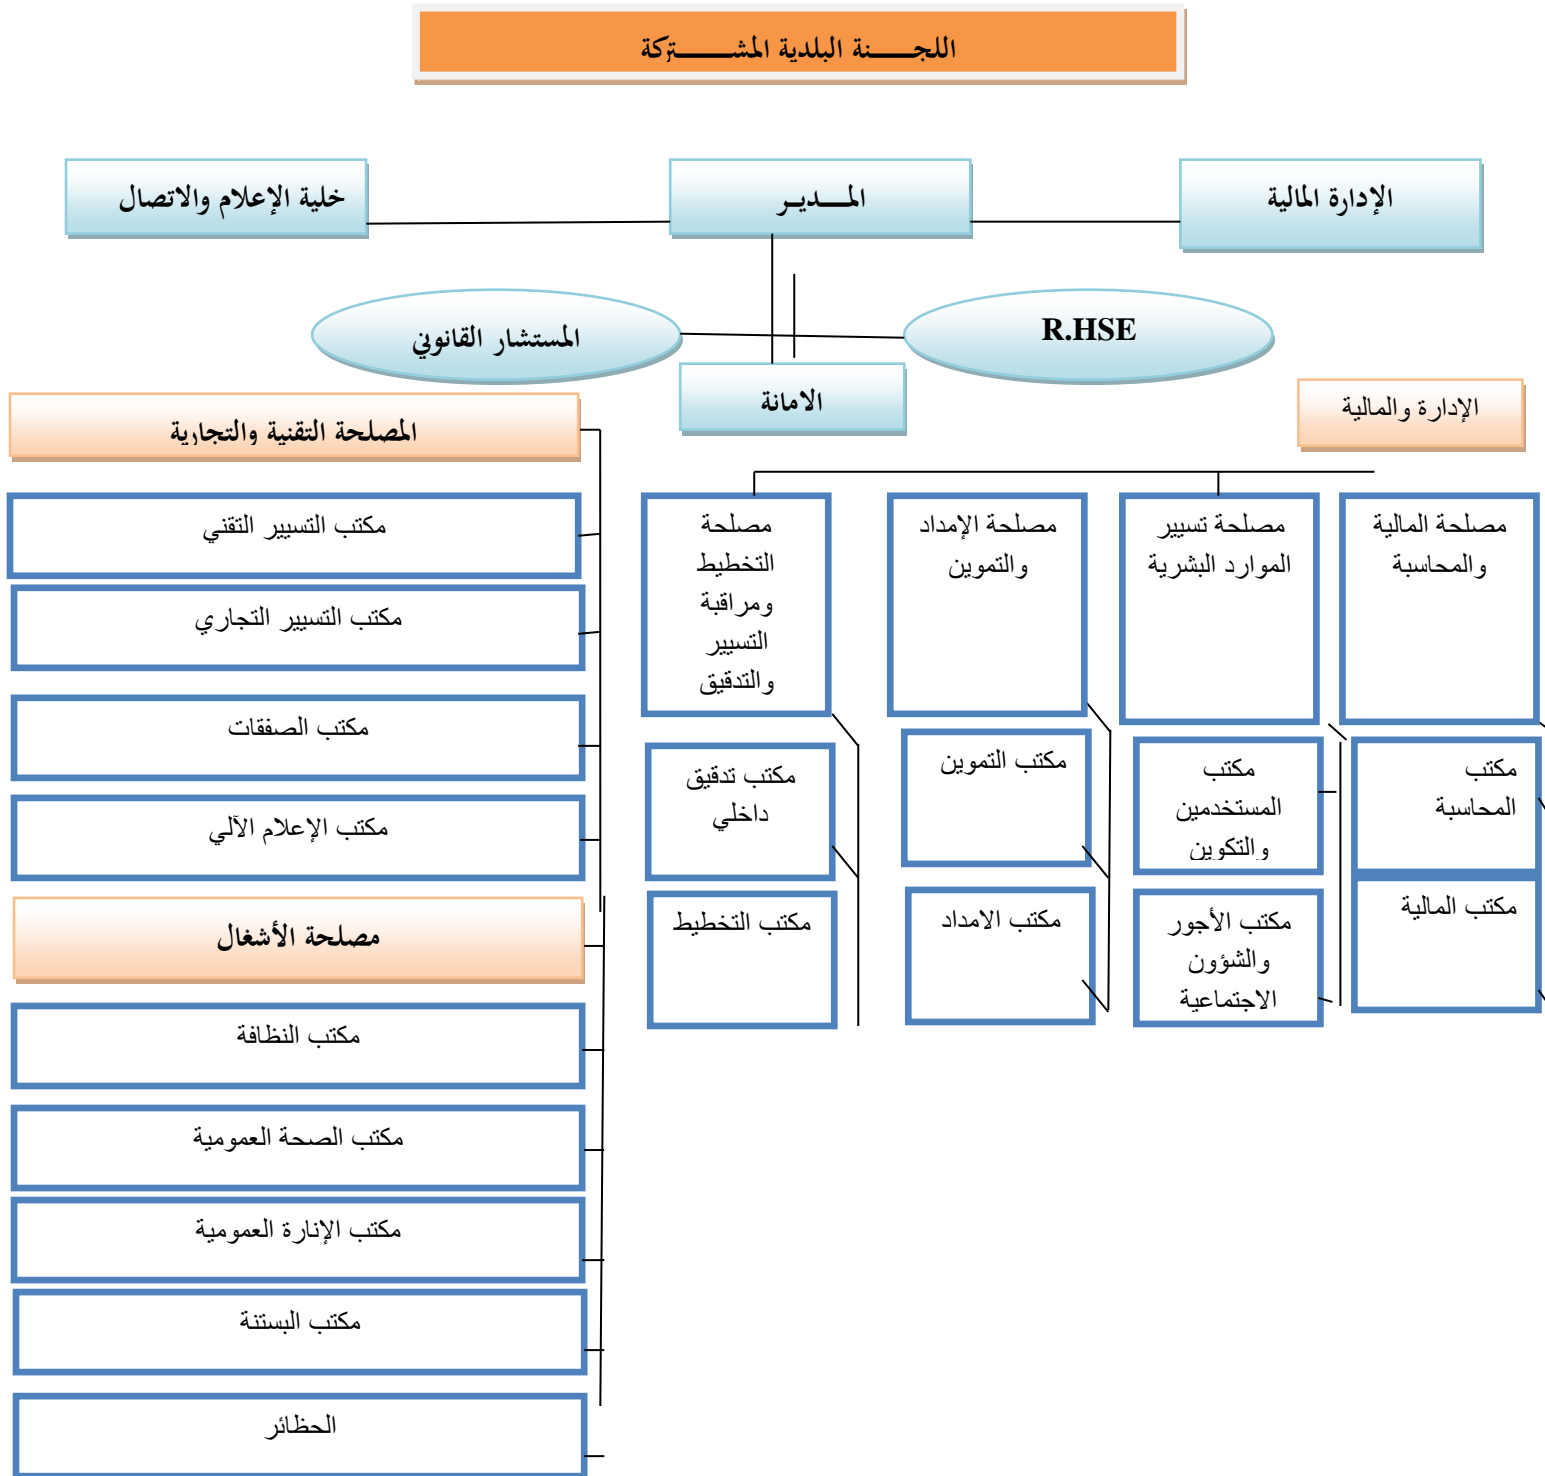 اللجـــــنة البلدية المشـــــــتركة
الإدارة المالية
المـــديـر
خلية الإعلام والاتصال
R.HSE
المستشار القانوني
الامانة
الإدارة والمالية
المصلحة التقنية والتجارية
مصلحة المالية
والمحاسبة
مصلحة تسيير
الموارد البشرية
مصلحة الإمداد
والتموين
مصلحة
التخطيط
ومراقبة
التسيير
والتدقيق
مكتب
المحاسبة
مكتب
المستخدمين
والتكوين
مكتب التموين
مكتب تدقيق
داخلي
مكتب المالية
مكتب الأجور
والشؤون
الاجتماعية
مكتب الامداد
مكتب التخطيط
مكتب التسيير التقني
مكتب التسيير التجاري
مكتب الصفقات
مكتب الإعلام الآلي
مصلحة الأشغال
مكتب النظافة
مكتب الصحة العمومية
مكتب الإنارة العمومية
مكتب البستنة
الحظائر